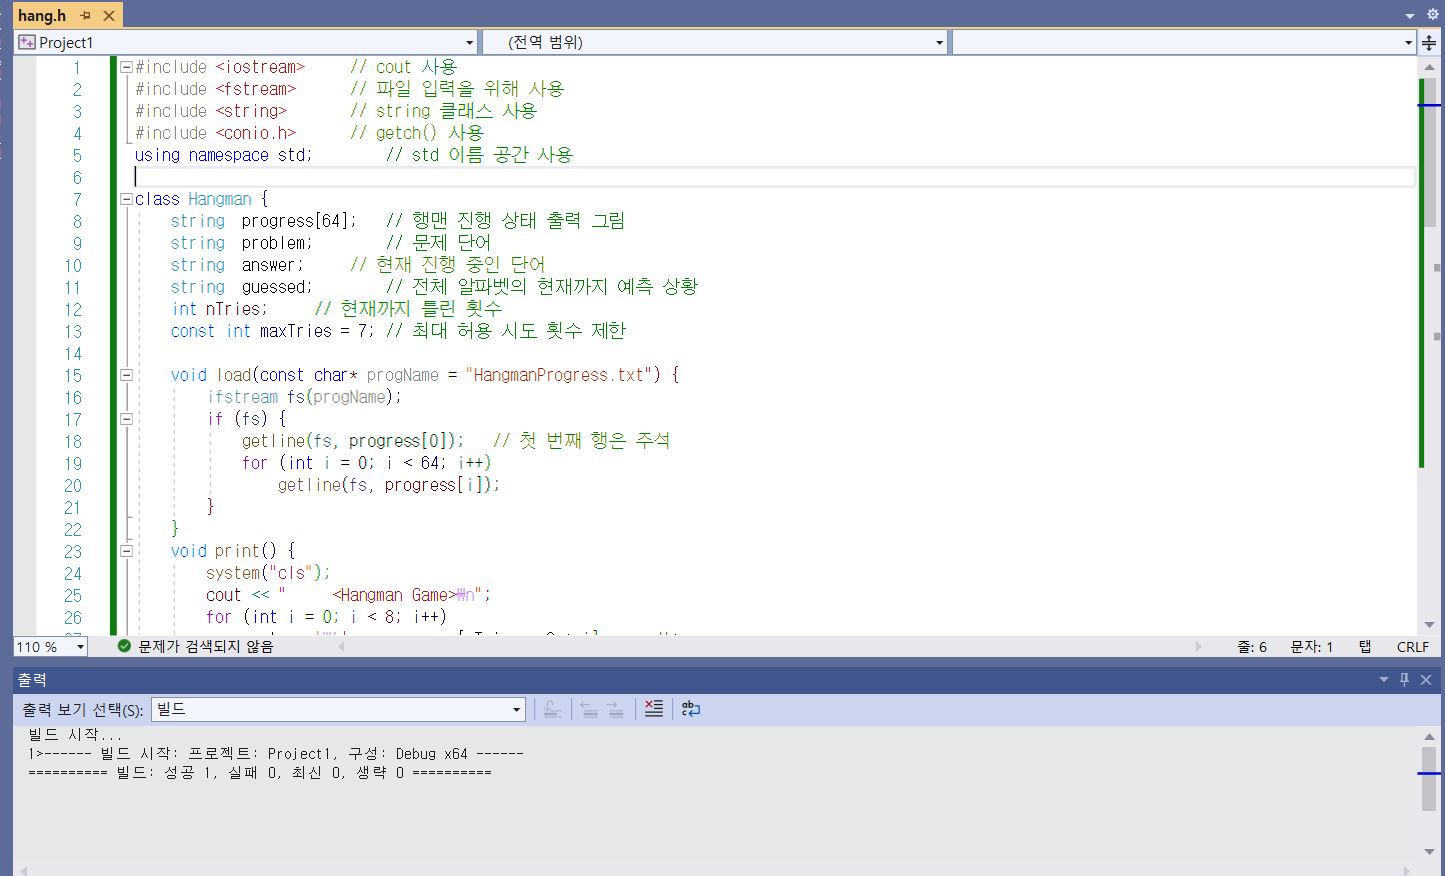 hang.h
Project1
(전역 범위)
1 #include <iostream> // cout 사용
2 #include <fstream> // 파일 입력을 위해 사용
3 #include <string> // string 클래스 사용
4 #include <conio.h> // getch() 사용
5 using namespace std; // std 이름 공간 사용
6
7 class Hangman {
8 string progress[64]; // 행맨 진행 상태 출력 그림
9 string problem; // 문제 단어
10 string answer; // 현재 진행 중인 단어
11 string guessed; // 전체 알파벳의 현재까지 예측 상황
12 int nTries; // 현재까지 틀린 횟수
13 const int maxTries = 7; // 최대 허용 시도 횟수 제한
14
15 void load(const char* progName = "HangmanProgress.txt") {
16 ifstream fs(progName);
17 if (fs) {
18 getline(fs, progress[0]); // 첫 번째 행은 주석
19 for (int i = 0; i < 64; i++)
20 getline(fs, progress[i]);
21 }
22 }
23 void print() {
24 system("cls");
25 cout << " <Hangman Game>₩n";
26 for (int i = 0; i < 8; i++)
110 %
문제가 검색되지 않음
줄: 6 문자: 1 탭 CRLF
출력
출력 보기 선택(S): 빌드
빌드 시작...
1>------ 빌드 시작: 프로젝트: Project1, 구성: Debug x64 ------
========== 빌드: 성공 1, 실패 0, 최신 0, 생략 0 ==========